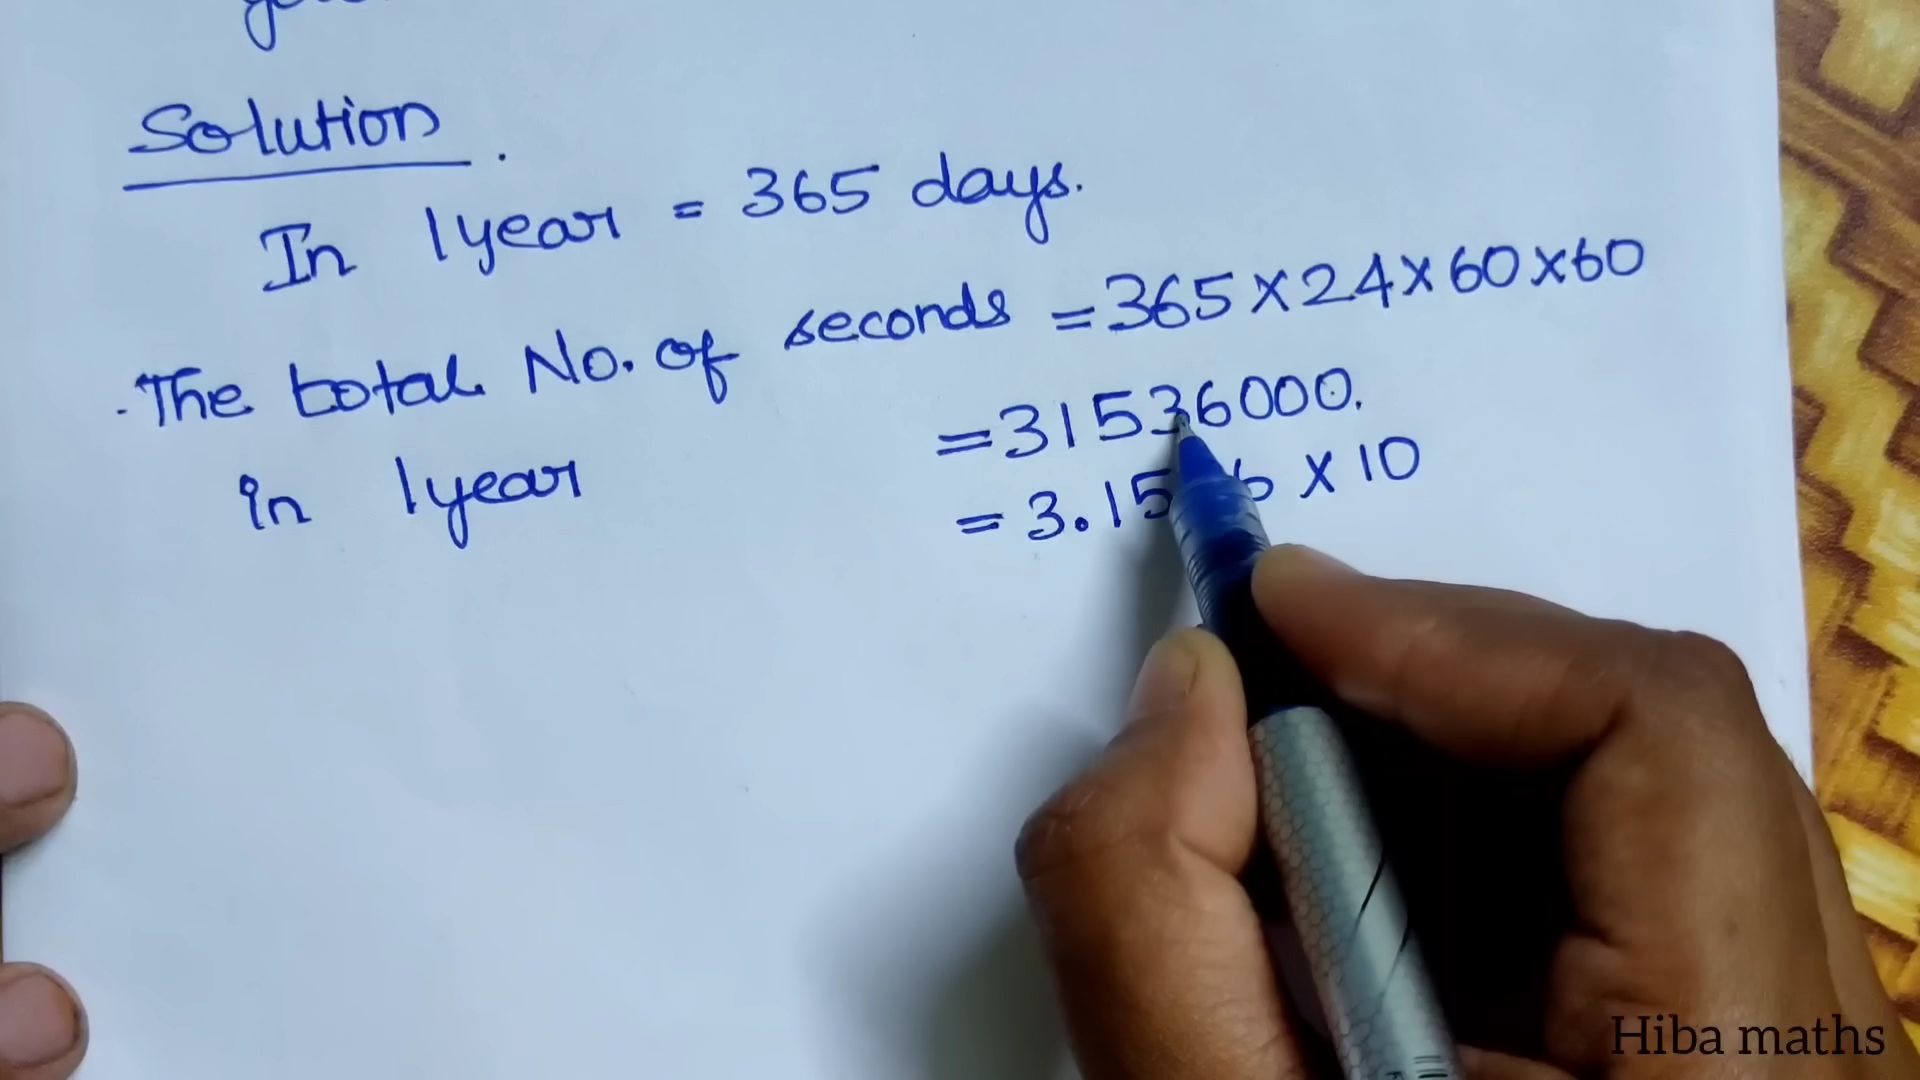 Solution.
In 1year = 365 days.
The total No. of seconds = 365×24×60×60
in 1year = 31536000.
= 3.15 6 × 10
Hiba maths